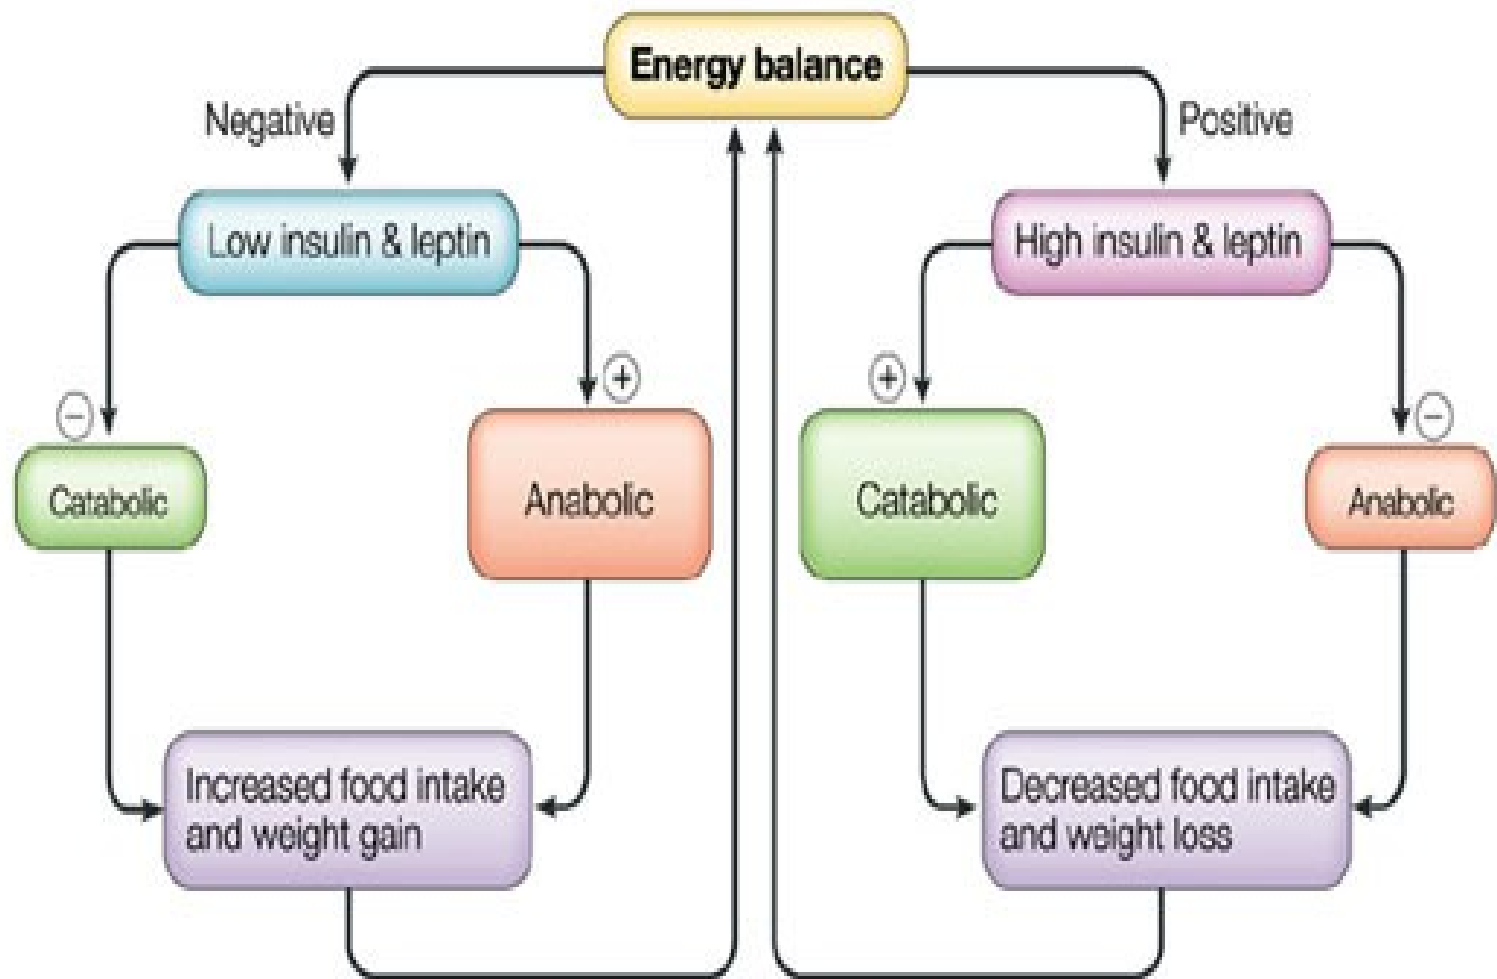 Energy balance
Negative
Positive
Low insulin & leptin
High insulin & leptin
+
+
−
−
Catabolic
Anabolic
Catabolic
Anabolic
Increased food intake
and weight gain
Decreased food intake
and weight loss